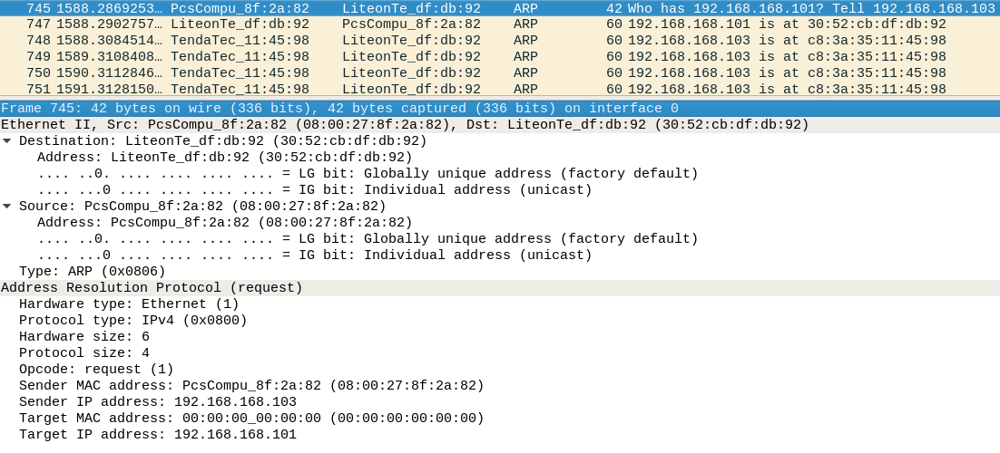 745 1588.2869253… PcsCompu_8f:2a:82 LiteonTe_df:db:92 ARP 42 Who has 192.168.168.101? Tell 192.168.168.103
747 1588.2902757… LiteonTe_df:db:92 PcsCompu_8f:2a:82 ARP 60 192.168.168.101 is at 30:52:cb:df:db:92
748 1588.3084514… TendaTec_11:45:98 LiteonTe_df:db:92 ARP 60 192.168.168.103 is at c8:3a:35:11:45:98
749 1589.3108408… TendaTec_11:45:98 LiteonTe_df:db:92 ARP 60 192.168.168.103 is at c8:3a:35:11:45:98
750 1590.3112846… TendaTec_11:45:98 LiteonTe_df:db:92 ARP 60 192.168.168.103 is at c8:3a:35:11:45:98
751 1591.3128150… TendaTec_11:45:98 LiteonTe_df:db:92 ARP 60 192.168.168.103 is at c8:3a:35:11:45:98
Frame 745: 42 bytes on wire (336 bits), 42 bytes captured (336 bits) on interface 0
Ethernet II, Src: PcsCompu_8f:2a:82 (08:00:27:8f:2a:82), Dst: LiteonTe_df:db:92 (30:52:cb:df:db:92)
Destination: LiteonTe_df:db:92 (30:52:cb:df:db:92)
Address: LiteonTe_df:db:92 (30:52:cb:df:db:92)
.... ..0. .... .... .... .... = LG bit: Globally unique address (factory default)
.... ...0 .... .... .... .... = IG bit: Individual address (unicast)
Source: PcsCompu_8f:2a:82 (08:00:27:8f:2a:82)
Address: PcsCompu_8f:2a:82 (08:00:27:8f:2a:82)
.... ..0. .... .... .... .... = LG bit: Globally unique address (factory default)
.... ...0 .... .... .... .... = IG bit: Individual address (unicast)
Type: ARP (0x0806)
Address Resolution Protocol (request)
Hardware type: Ethernet (1)
Protocol type: IPv4 (0x0800)
Hardware size: 6
Protocol size: 4
Opcode: request (1)
Sender MAC address: PcsCompu_8f:2a:82 (08:00:27:8f:2a:82)
Sender IP address: 192.168.168.103
Target MAC address: 00:00:00_00:00:00 (00:00:00:00:00:00)
Target IP address: 192.168.168.101